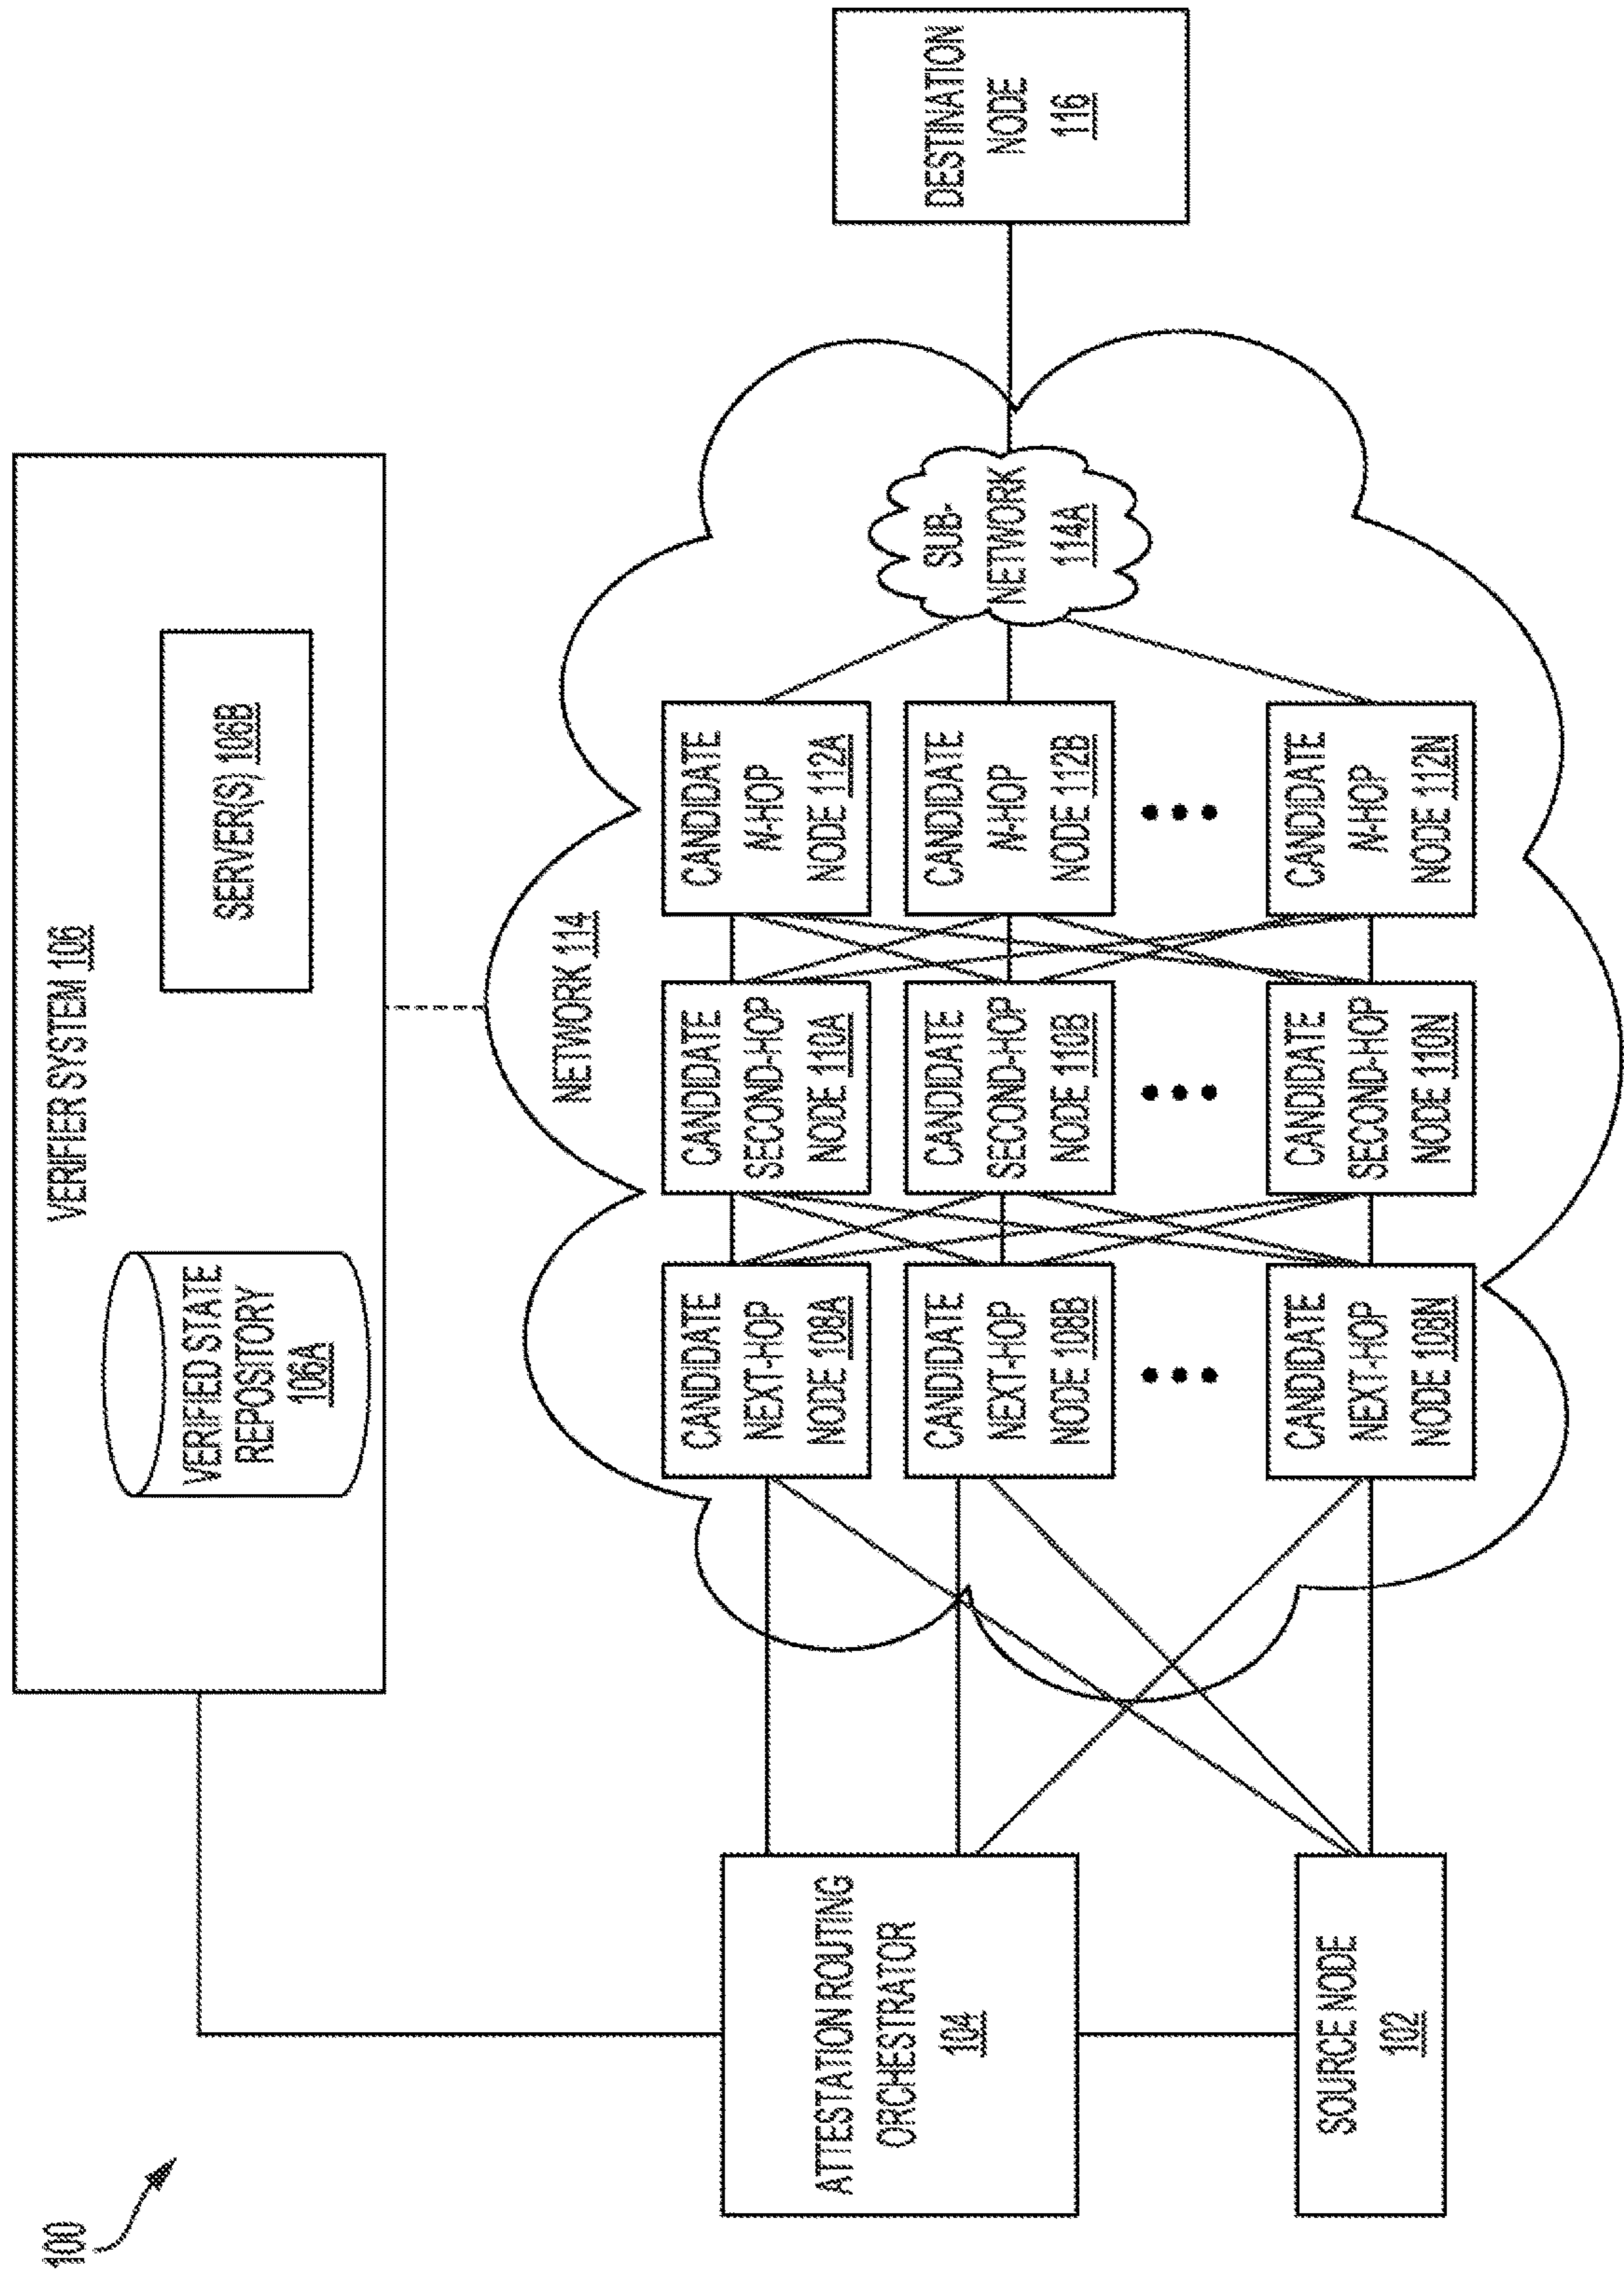 100
VERIFIER SYSTEM 106
VERIFIED STATE
REPOSITORY
106A
SERVER(S) 106B
NETWORK 114
ATTESTATION ROUTING
ORCHESTRATOR
104
SOURCE NODE
102
CANDIDATE
NEXT-HOP
NODE 108A
CANDIDATE
NEXT-HOP
NODE 108B
CANDIDATE
NEXT-HOP
NODE 108N
CANDIDATE
SECOND-HOP
NODE 110A
CANDIDATE
SECOND-HOP
NODE 110B
CANDIDATE
SECOND-HOP
NODE 110N
CANDIDATE
N-HOP
NODE 112A
CANDIDATE
N-HOP
NODE 112B
CANDIDATE
N-HOP
NODE 112N
SUB-
NETWORK
114A
DESTINATION
NODE
116